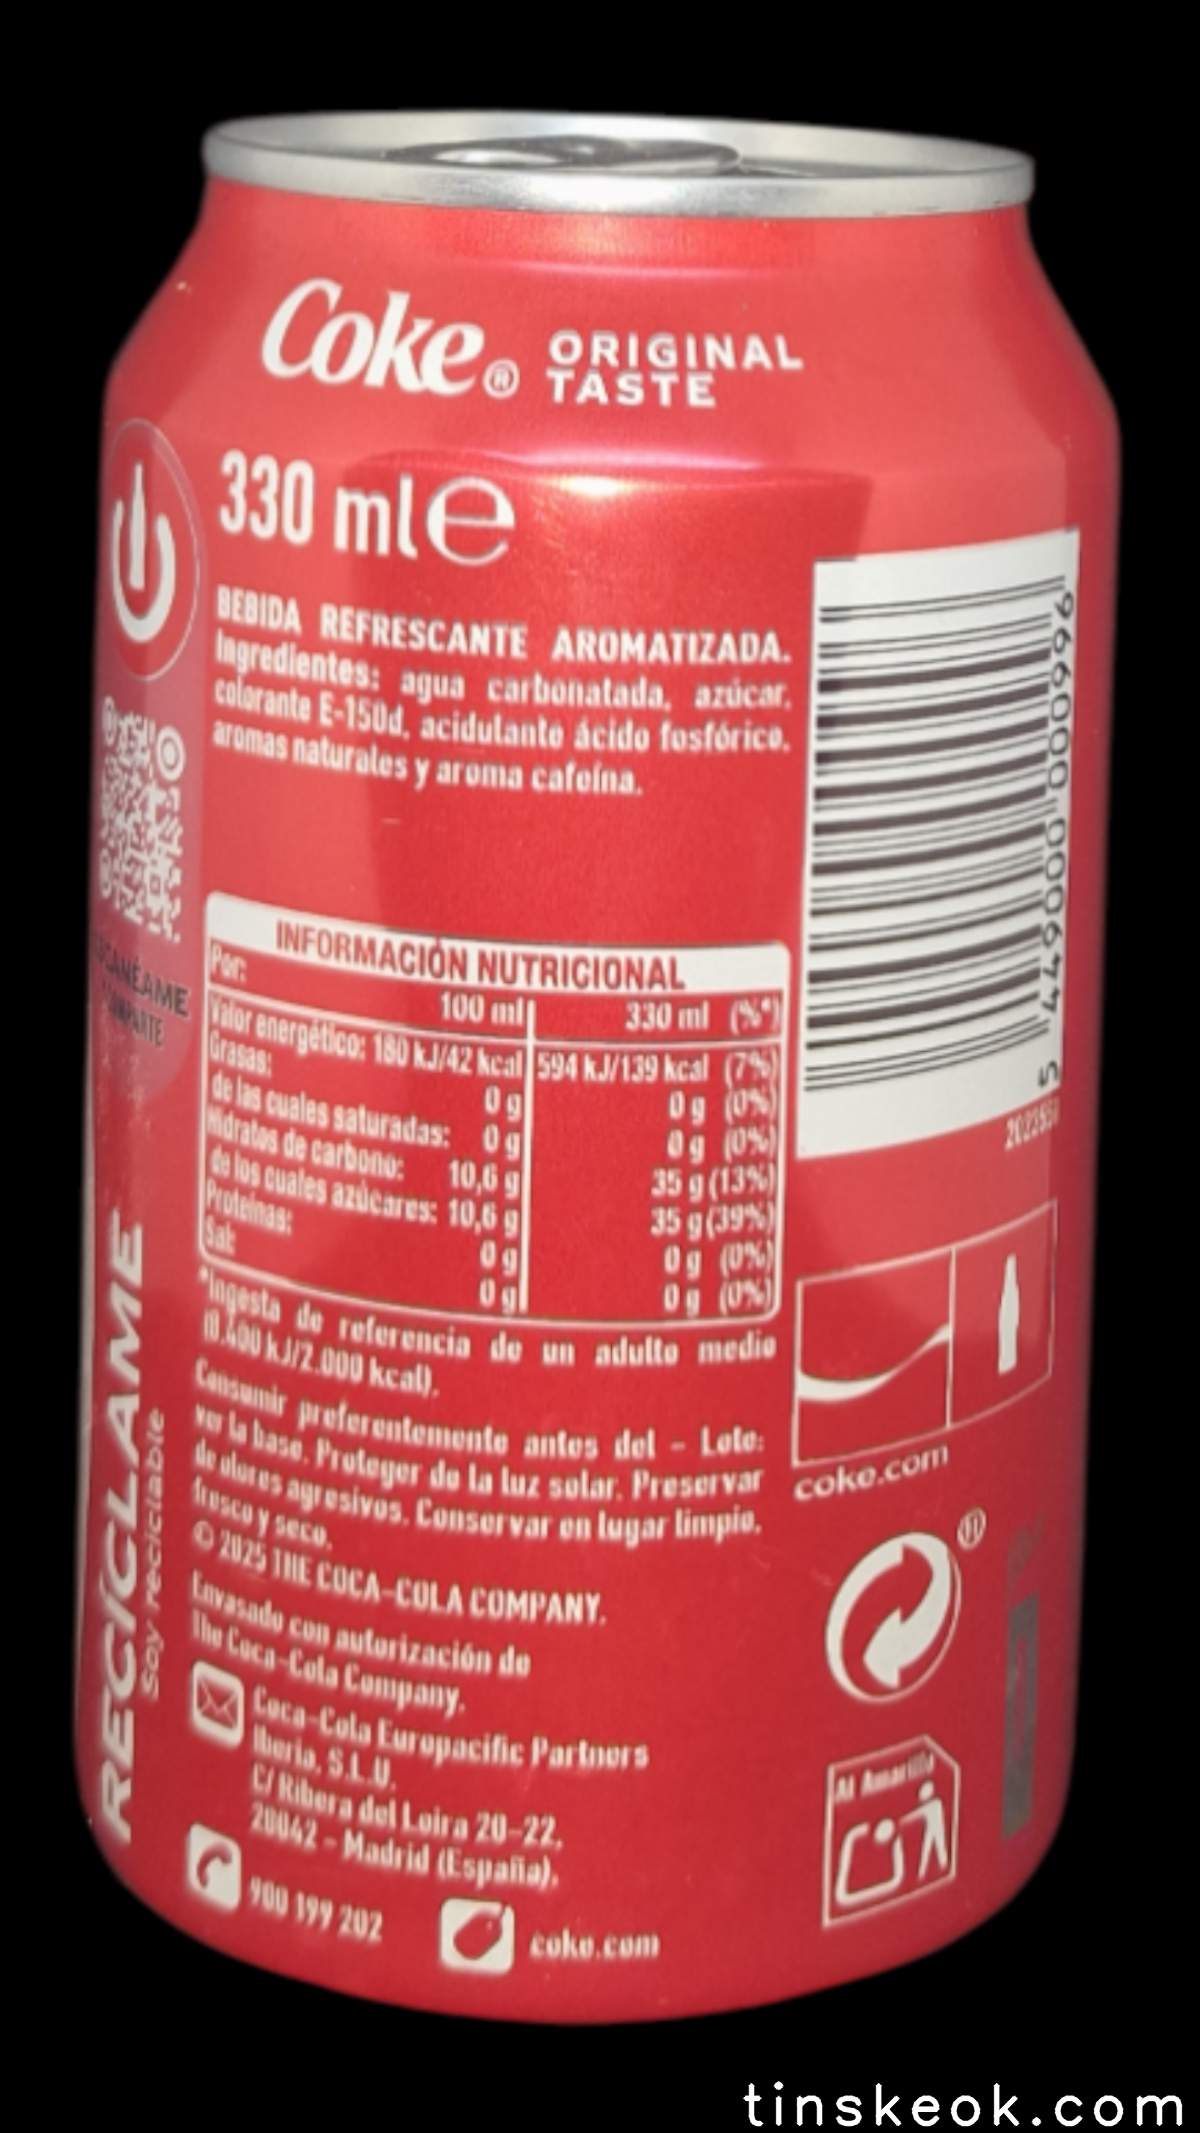 Coke® ORIGINAL
TASTE
330 ml e
BEBIDA REFRESCANTE AROMATIZADA.
Ingredientes: agua carbonatada, azúcar,
colorante E-150d, acidulante ácido fosfórico,
aromas naturales y aroma cafeína.
INFORMACIÓN NUTRICIONAL
Por: 100 ml 330 ml (%*)
Valor energético: 180 kJ/42 kcal 594 kJ/139 kcal (7%)
Grasas: 0 g 0 g (0%)
de las cuales saturadas: 0 g 0 g (0%)
Hidratos de carbono: 10,6 g 35 g (13%)
de los cuales azúcares: 10,6 g 35 g (39%)
Proteínas: 0 g 0 g (0%)
Sal: 0 g 0 g (0%)
*Ingesta de referencia de un adulto medio
(8.400 kJ/2.000 kcal).
Consumir preferentemente antes del - Lote:
ver la base. Proteger de la luz solar. Preservar
de olores agresivos. Conservar en lugar limpio,
fresco y seco.
© 2025 THE COCA-COLA COMPANY.
Envasado con autorización de
The Coca-Cola Company.
Coca-Cola Europacific Partners
Iberia, S.L.U.
C/ Ribera del Loira 20-22,
28042 - Madrid (España).
900 199 202
coke.com
RECÍCLAME
Soy reciclable
5 449000 000996
coke.com
Al Amarillo
tinskeok.com